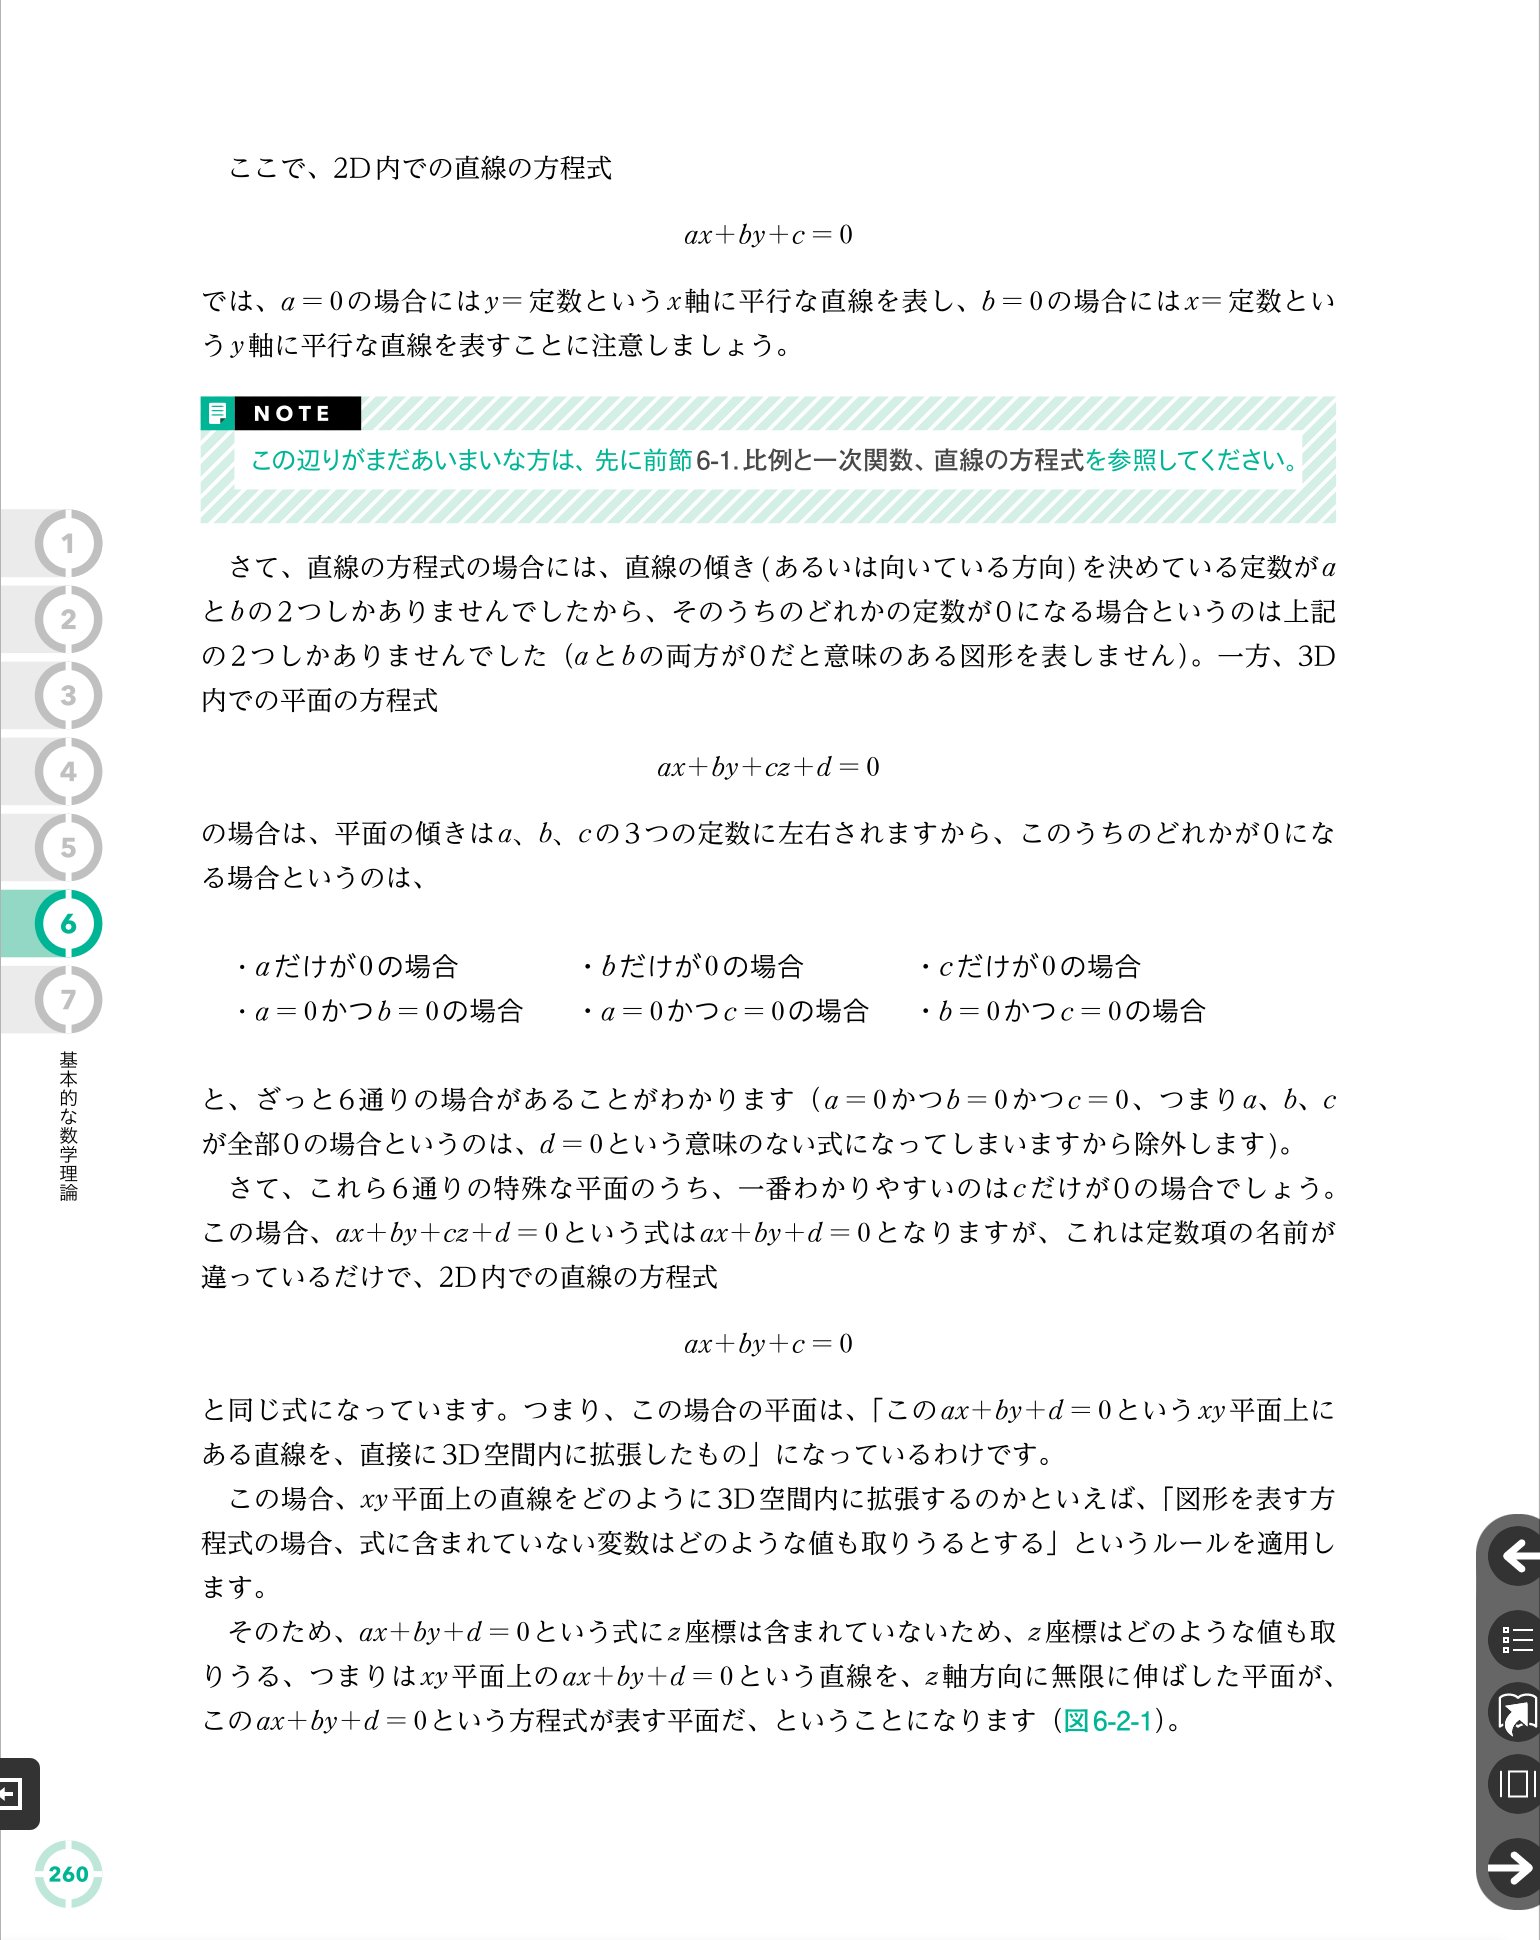 ここで、2D内での直線の方程式
ax+by+c=0
では、a=0の場合にはy=定数というx軸に平行な直線を表し、b=0の場合にはx=定数とい
うy軸に平行な直線を表すことに注意しましょう。
NOTE
この辺りがまだあいまいな方は、先に前節6-1.比例と一次関数、直線の方程式を参照してください。
さて、直線の方程式の場合には、直線の傾き(あるいは向いている方向)を決めている定数がa
とbの2つしかありませんでしたから、そのうちのどれかの定数が0になる場合というのは上記
の2つしかありませんでした（aとbの両方が0だと意味のある図形を表しません）。一方、3D
内での平面の方程式
ax+by+cz+d=0
の場合は、平面の傾きはa、b、cの3つの定数に左右されますから、このうちのどれかが0にな
る場合というのは、
・aだけが0の場合 ・bだけが0の場合 ・cだけが0の場合
・a=0かつb=0の場合 ・a=0かつc=0の場合 ・b=0かつc=0の場合
と、ざっと6通りの場合があることがわかります（a=0かつb=0かつc=0、つまりa、b、c
が全部0の場合というのは、d=0という意味のない式になってしまいますから除外します)。
さて、これら6通りの特殊な平面のうち、一番わかりやすいのはcだけが0の場合でしょう。
この場合、ax+by+cz+d=0という式はax+by+d=0となりますが、これは定数項の名前が
違っているだけで、2D内での直線の方程式
ax+by+c=0
と同じ式になっています。つまり、この場合の平面は、「このax+by+d=0というxy平面上に
ある直線を、直接に3D空間内に拡張したもの」になっているわけです。
この場合、xy平面上の直線をどのように3D空間内に拡張するのかといえば、「図形を表す方
程式の場合、式に含まれていない変数はどのような値も取りうるとする」というルールを適用し
ます。
そのため、ax+by+d=0という式にz座標は含まれていないため、z座標はどのような値も取
りうる、つまりはxy平面上のax+by+d=0という直線を、z軸方向に無限に伸ばした平面が、
このax+by+d=0という方程式が表す平面だ、ということになります（図6-2-1）。
1
2
3
4
5
6
7
基本的な数学理論
260